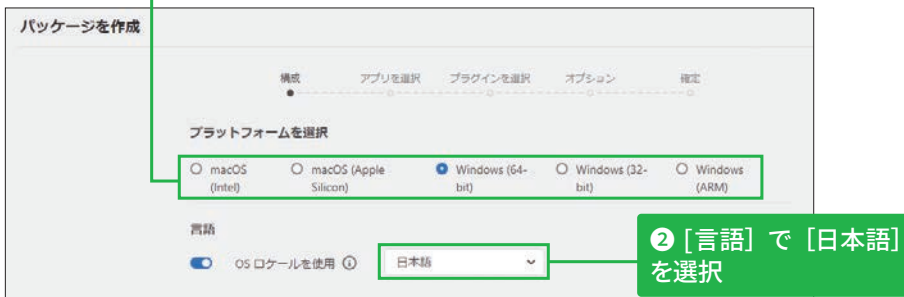 パッケージを作成
構成 アプリを選択 プラグインを選択 オプション 確定
プラットフォームを選択
macOS (Intel) macOS (Apple Silicon) Windows (64-bit) Windows (32-bit) Windows (ARM)
言語
OS ロケールを使用 日本語
❷［言語］で［日本語］
を選択